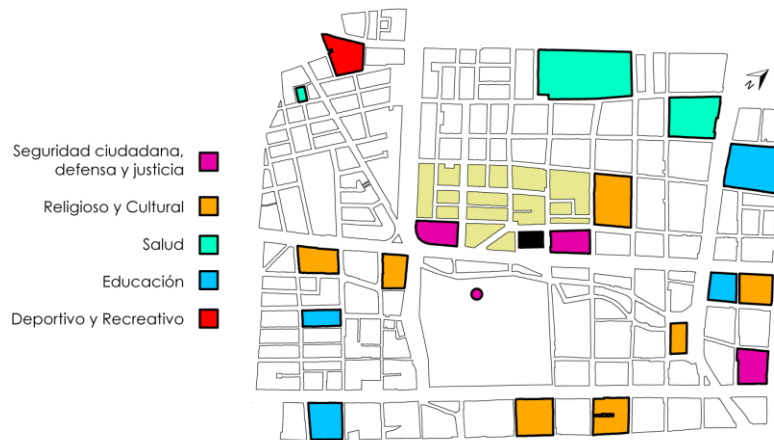 Seguridad ciudadana,
defensa y justicia
Religioso y Cultural
Salud
Educación
Deportivo y Recreativo
N